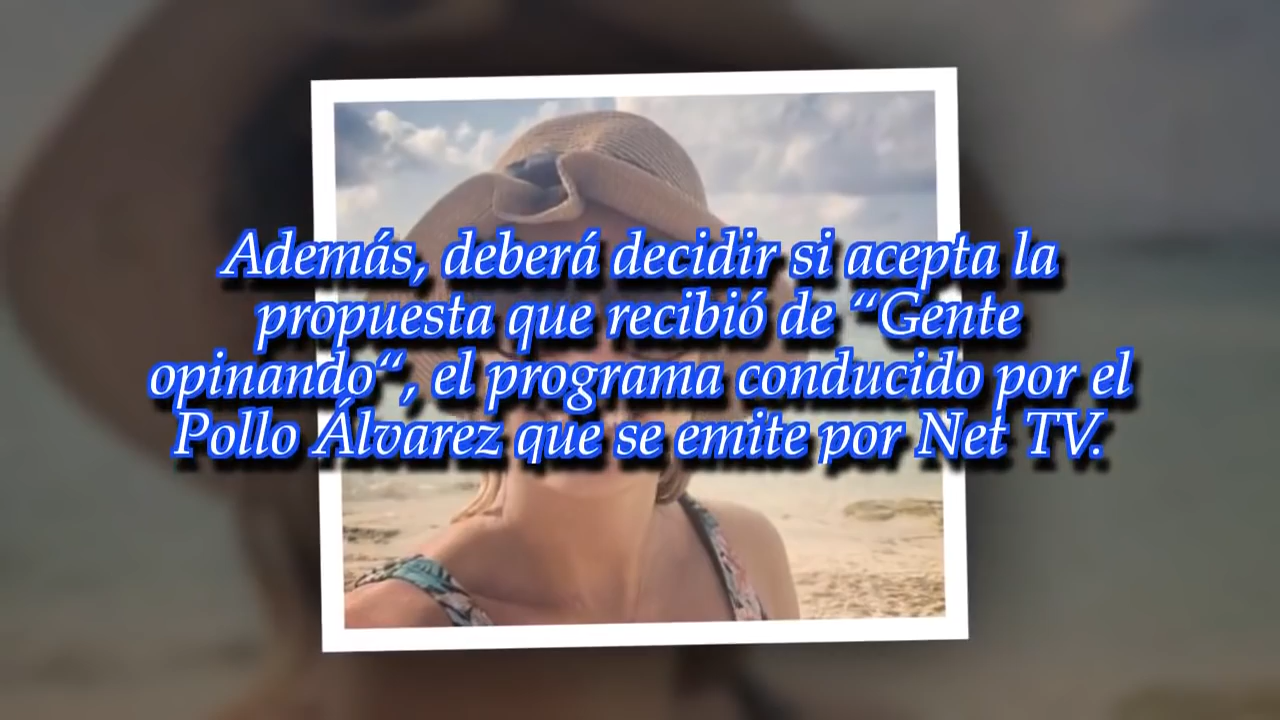 Además, deberá decidir si acepta la
propuesta que recibió de “Gente
opinando“, el programa conducido por el
Pollo Álvarez que se emite por Net TV.